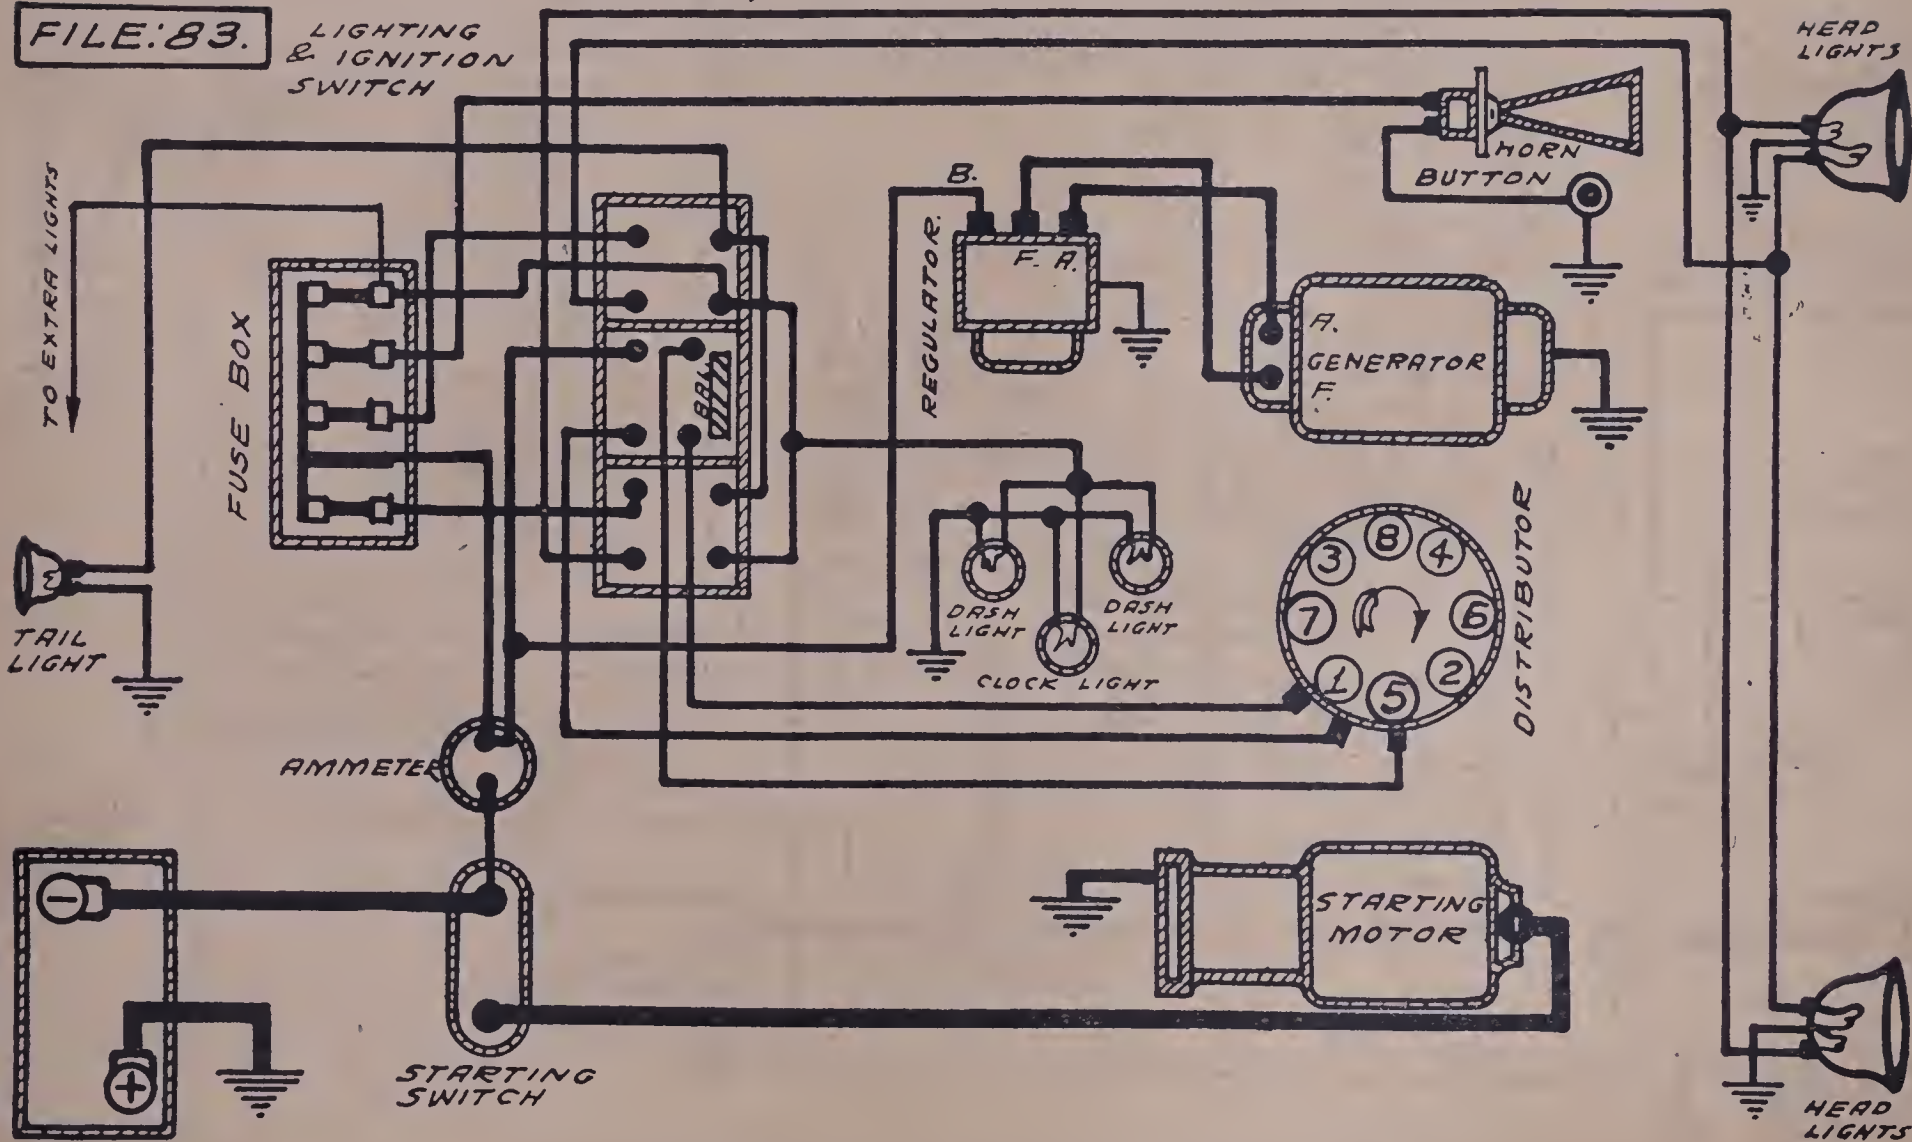 FILE:83.
LIGHTING
& IGNITION
SWITCH
HEAD
LIGHTS
HORN
BUTTON
TO EXTRA LIGHTS
FUSE BOX
BAL
B.
F. A.
REGULATOR.
A.
GENERATOR
F.
DASH
LIGHT
DASH
LIGHT
CLOCK LIGHT
8
4
6
2
5
1
7
3
DISTRIBUTOR
TAIL
LIGHT
AMMETER
-
+
STARTING
SWITCH
STARTING
MOTOR
HEAD
LIGHTS